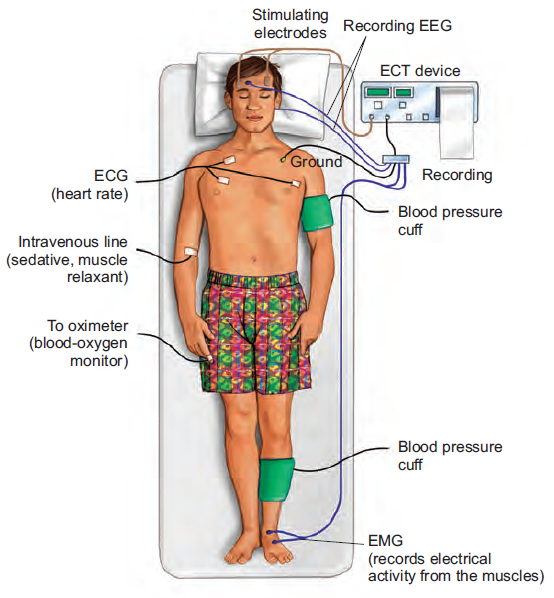 Stimulating
electrodes
Recording EEG
ECT device
Ground
Recording
ECG
(heart rate)
Blood pressure
cuff
Intravenous line
(sedative, muscle
relaxant)
To oximeter
(blood-oxygen
monitor)
Blood pressure
cuff
EMG
(records electrical
activity from the muscles)